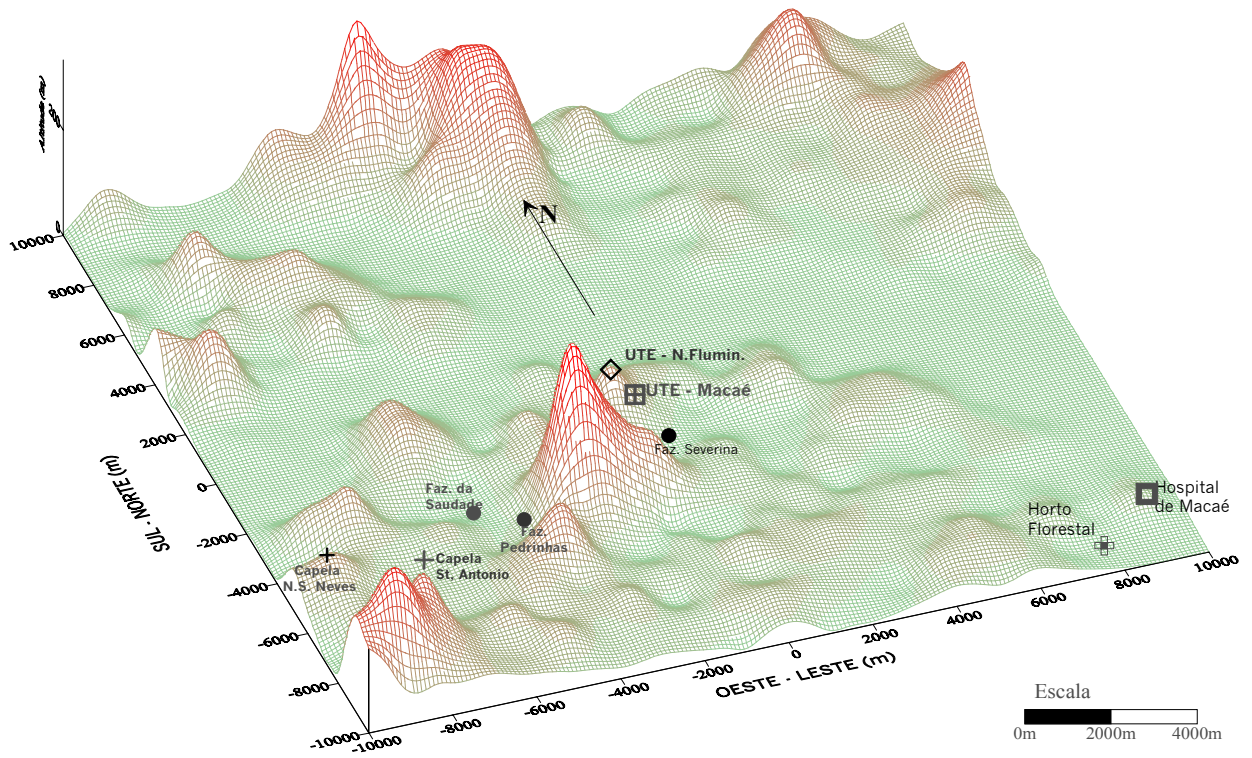 N
UTE - N.Flumin.
UTE - Macaé
Faz. Severina
Faz. da
Saudade
Faz.
Pedrinhas
Capela
St, Antonio
Capela
N.S. Neves
Horto
Florestal
Hospital
de Macaé
10000
8000
6000
4000
2000
0
-2000
-4000
-6000
-8000
-10000
SUL - NORTE (m)
-10000
-8000
-6000
-4000
-2000
0
2000
4000
6000
8000
10000
OESTE - LESTE (m)
Escala
0m 2000m 4000m